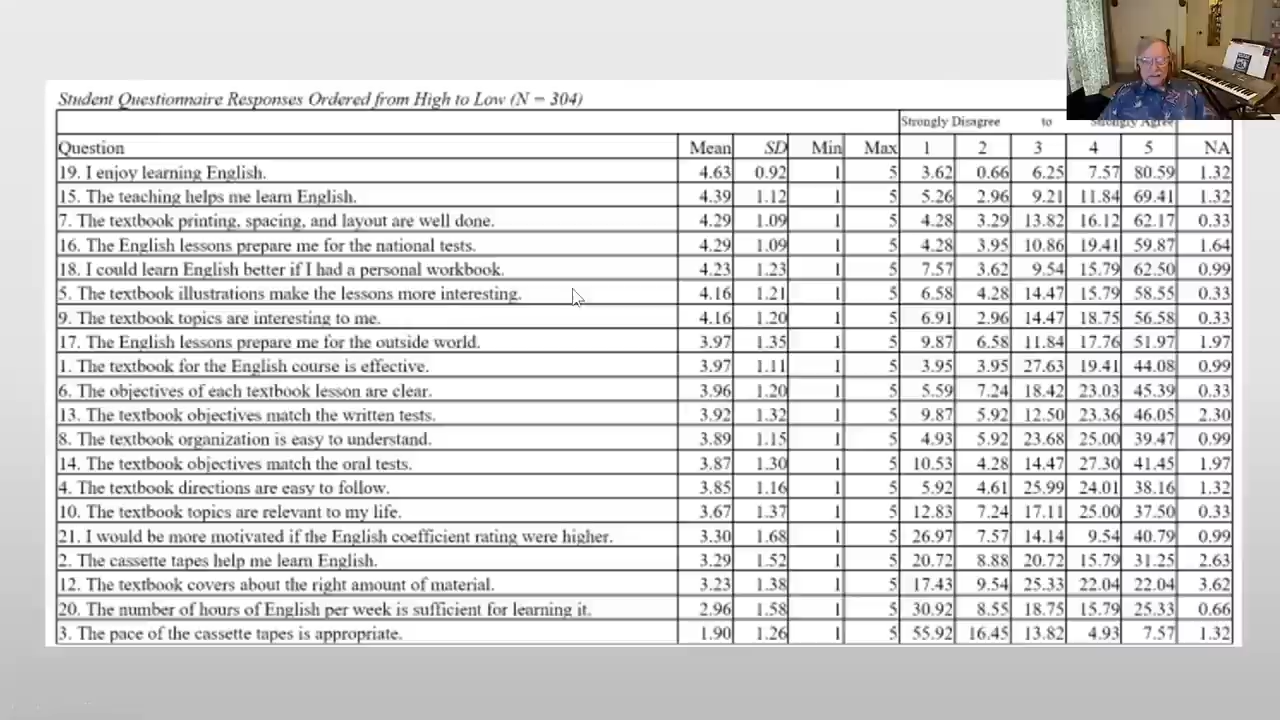 Student Questionnaire Responses Ordered from High to Low (N = 304)
Strongly Disagree to Strongly Agree
Question Mean SD Min Max 1 2 3 4 5 NA
19. I enjoy learning English. 4.63 0.92 1 5 3.62 0.66 6.25 7.57 80.59 1.32
15. The teaching helps me learn English. 4.39 1.12 1 5 5.26 2.96 9.21 11.84 69.41 1.32
7. The textbook printing, spacing, and layout are well done. 4.29 1.09 1 5 4.28 3.29 13.82 16.12 62.17 0.33
16. The English lessons prepare me for the national tests. 4.29 1.09 1 5 4.28 3.95 10.86 19.41 59.87 1.64
18. I could learn English better if I had a personal workbook. 4.23 1.23 1 5 7.57 3.62 9.54 15.79 62.50 0.99
5. The textbook illustrations make the lessons more interesting. 4.16 1.21 1 5 6.58 4.28 14.47 15.79 58.55 0.33
9. The textbook topics are interesting to me. 4.16 1.20 1 5 6.91 2.96 14.47 18.75 56.58 0.33
17. The English lessons prepare me for the outside world. 3.97 1.35 1 5 9.87 6.58 11.84 17.76 51.97 1.97
1. The textbook for the English course is effective. 3.97 1.11 1 5 3.95 3.95 27.63 19.41 44.08 0.99
6. The objectives of each textbook lesson are clear. 3.96 1.20 1 5 5.59 7.24 18.42 23.03 45.39 0.33
13. The textbook objectives match the written tests. 3.92 1.32 1 5 9.87 5.92 12.50 23.36 46.05 2.30
8. The textbook organization is easy to understand. 3.89 1.15 1 5 4.93 5.92 23.68 25.00 39.47 0.99
14. The textbook objectives match the oral tests. 3.87 1.30 1 5 10.53 4.28 14.47 27.30 41.45 1.97
4. The textbook directions are easy to follow. 3.85 1.16 1 5 5.92 4.61 25.99 24.01 38.16 1.32
10. The textbook topics are relevant to my life. 3.67 1.37 1 5 12.83 7.24 17.11 25.00 37.50 0.33
21. I would be more motivated if the English coefficient rating were higher. 3.30 1.68 1 5 26.97 7.57 14.14 9.54 40.79 0.99
2. The cassette tapes help me learn English. 3.29 1.52 1 5 20.72 8.88 20.72 15.79 31.25 2.63
12. The textbook covers about the right amount of material. 3.23 1.38 1 5 17.43 9.54 25.33 22.04 22.04 3.62
20. The number of hours of English per week is sufficient for learning it. 2.96 1.58 1 5 30.92 8.55 18.75 15.79 25.33 0.66
3. The pace of the cassette tapes is appropriate. 1.90 1.26 1 5 55.92 16.45 13.82 4.93 7.57 1.32